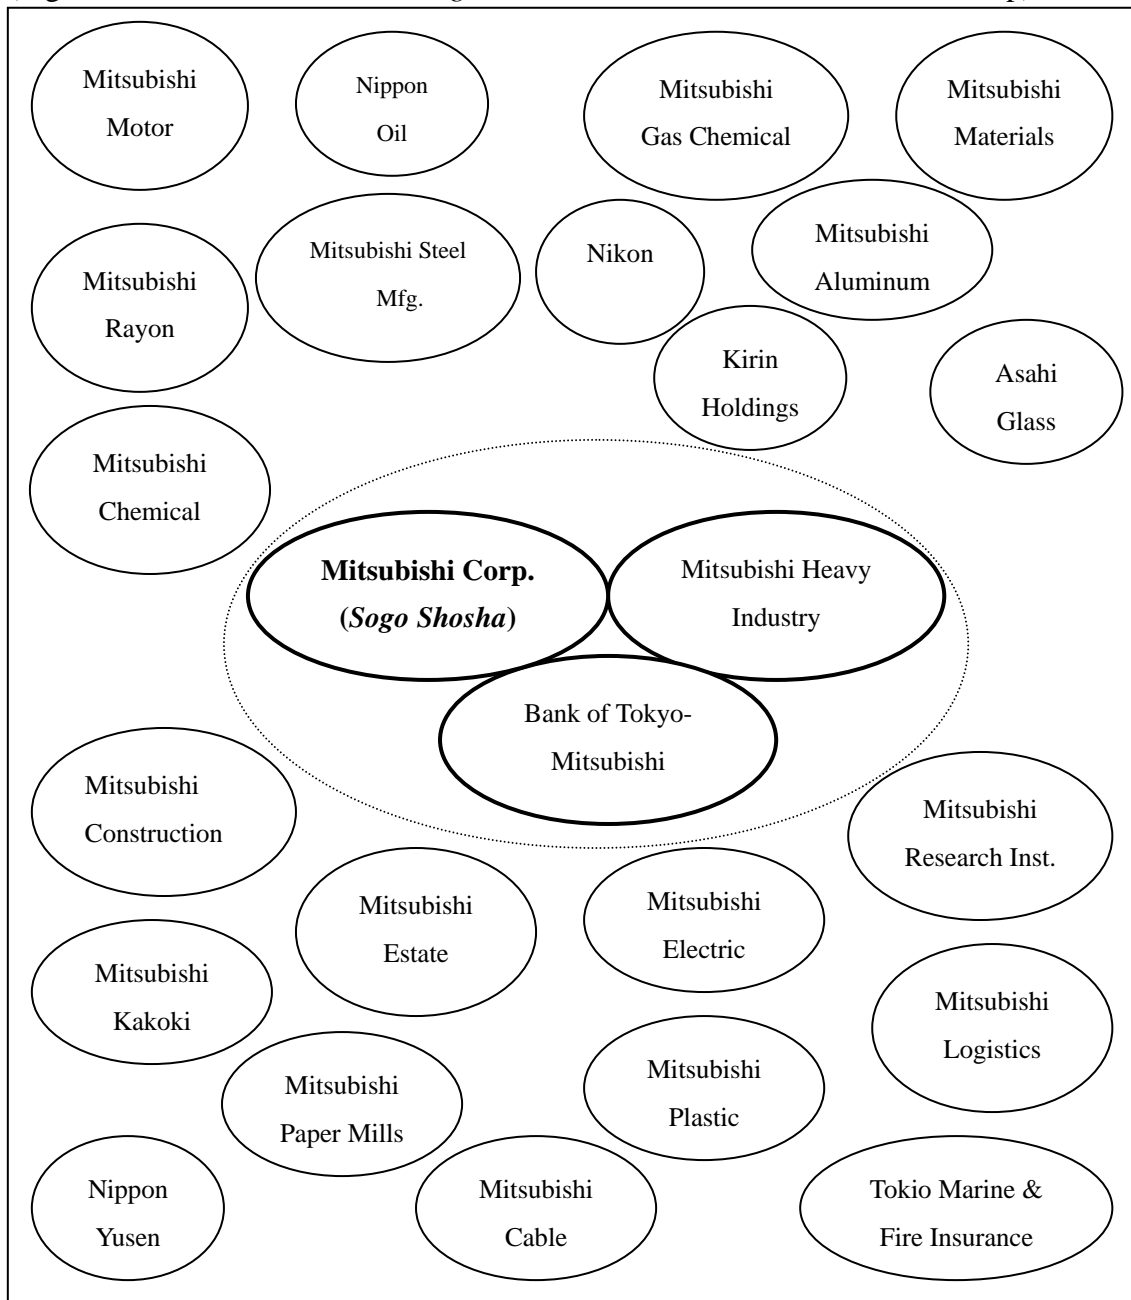 Mitsubishi
Motor
Nippon
Oil
Mitsubishi
Gas Chemical
Mitsubishi
Materials
Mitsubishi
Rayon
Mitsubishi Steel
Mfg.
Nikon
Mitsubishi
Aluminum
Kirin
Holdings
Asahi
Glass
Mitsubishi
Chemical
Mitsubishi Corp.
(Sogo Shosha)
Mitsubishi Heavy
Industry
Bank of Tokyo-
Mitsubishi
Mitsubishi
Construction
Mitsubishi
Research Inst.
Mitsubishi
Estate
Mitsubishi
Electric
Mitsubishi
Kakoki
Mitsubishi
Logistics
Mitsubishi
Paper Mills
Mitsubishi
Plastic
Nippon
Yusen
Mitsubishi
Cable
Tokio Marine &
Fire Insurance